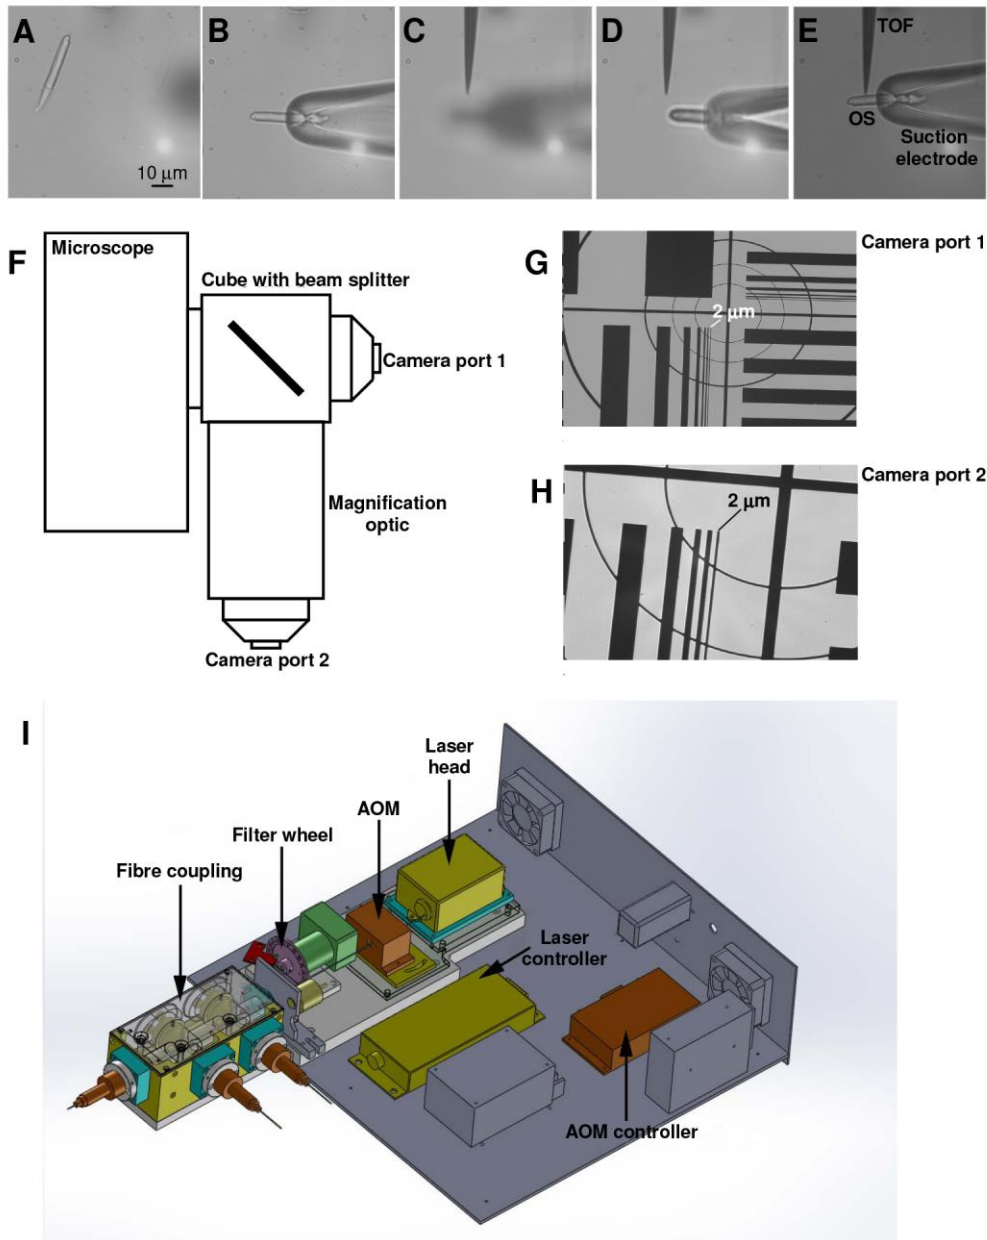 A
B
C
D
E
TOF
OS
Suction
electrode
10 μm
F
Microscope
Cube with beam splitter
Camera port 1
Magnification
optic
Camera port 2
G
Camera port 1
2 μm
H
Camera port 2
2 μm
I
Laser
head
AOM
Filter wheel
Fibre coupling
Laser
controller
AOM controller